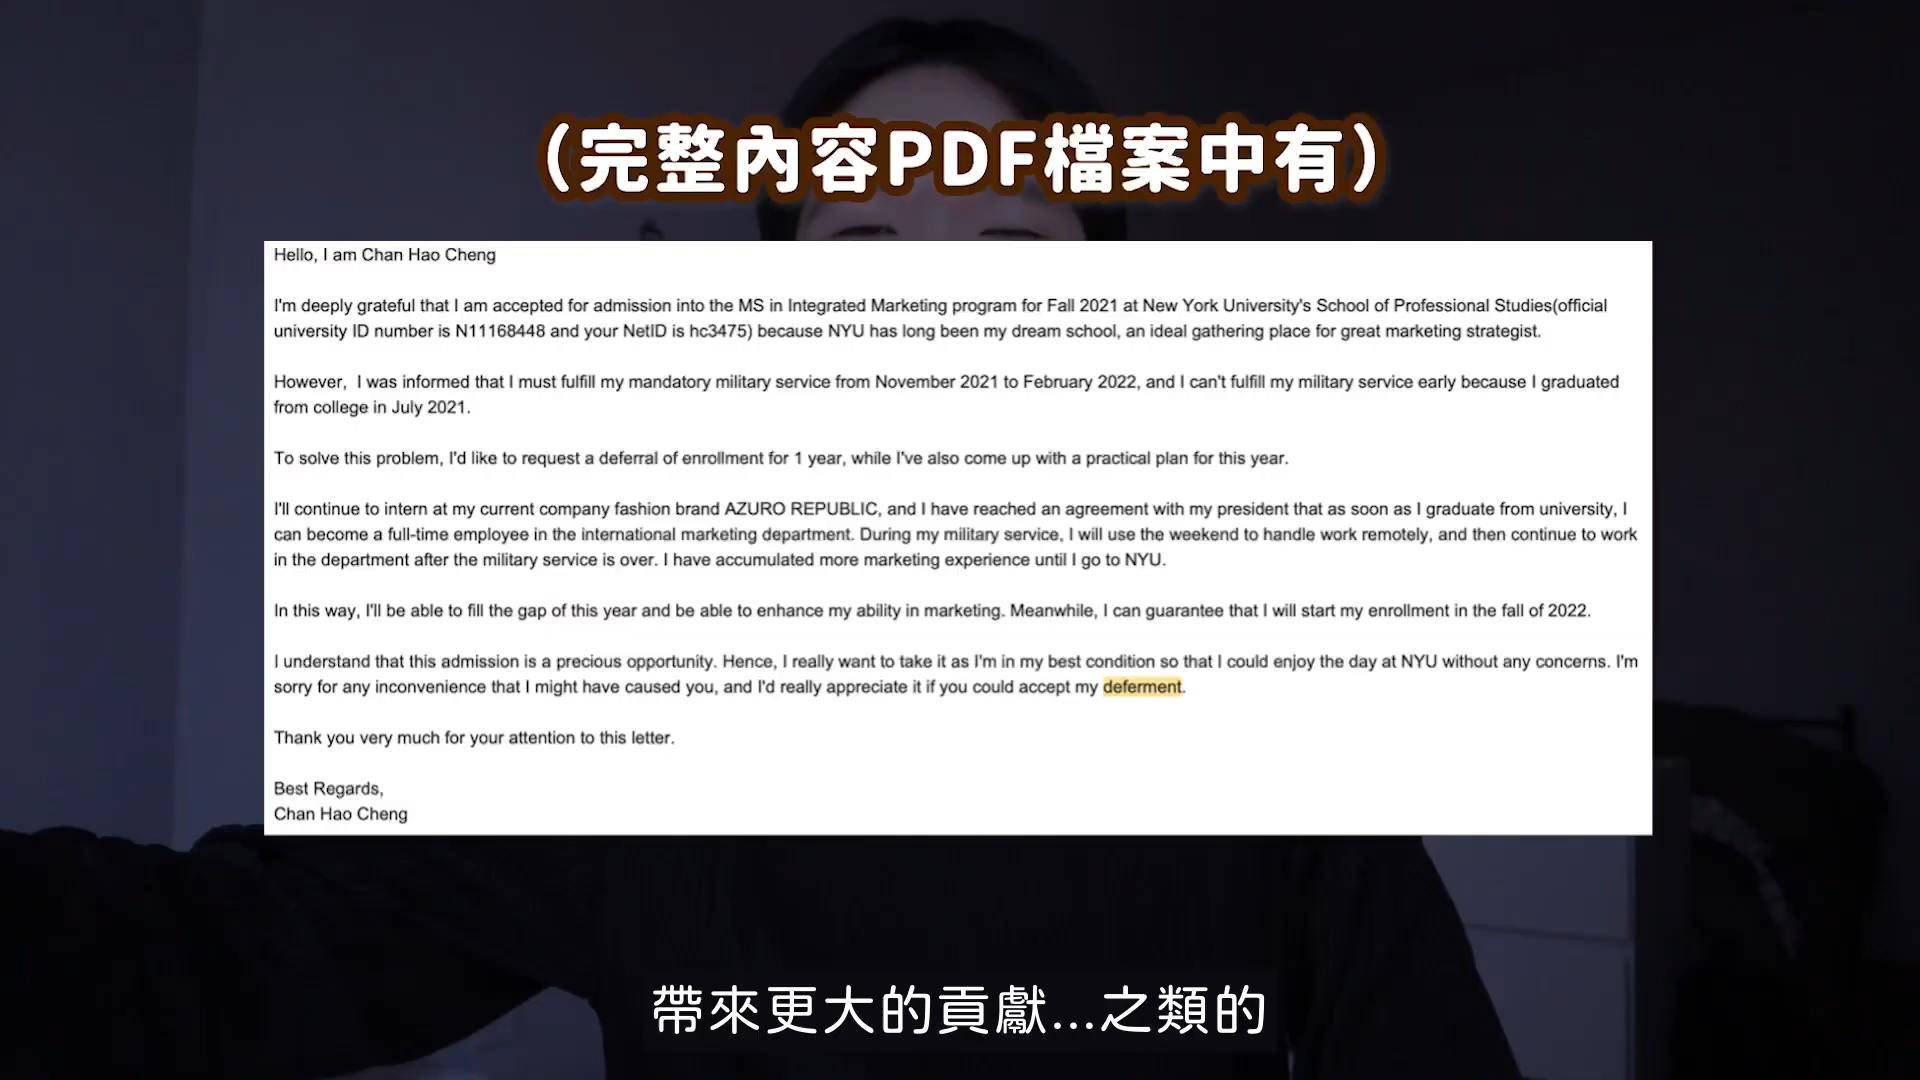 （完整內容PDF檔案中有）
Hello, I am Chan Hao Cheng
I'm deeply grateful that I am accepted for admission into the MS in Integrated Marketing program for Fall 2021 at New York University's School of Professional Studies(official
university ID number is N11168448 and your NetID is hc3475) because NYU has long been my dream school, an ideal gathering place for great marketing strategist.
However,  I was informed that I must fulfill my mandatory military service from November 2021 to February 2022, and I can't fulfill my military service early because I graduated
from college in July 2021.
To solve this problem, I'd like to request a deferral of enrollment for 1 year, while I've also come up with a practical plan for this year.
I'll continue to intern at my current company fashion brand AZURO REPUBLIC, and I have reached an agreement with my president that as soon as I graduate from university, I
can become a full-time employee in the international marketing department. During my military service, I will use the weekend to handle work remotely, and then continue to work
in the department after the military service is over. I have accumulated more marketing experience until I go to NYU.
In this way, I'll be able to fill the gap of this year and be able to enhance my ability in marketing. Meanwhile, I can guarantee that I will start my enrollment in the fall of 2022.
I understand that this admission is a precious opportunity. Hence, I really want to take it as I'm in my best condition so that I could enjoy the day at NYU without any concerns. I'm
sorry for any inconvenience that I might have caused you, and I'd really appreciate it if you could accept my deferment.
Thank you very much for your attention to this letter.
Best Regards,
Chan Hao Cheng
帶來更大的貢獻...之類的